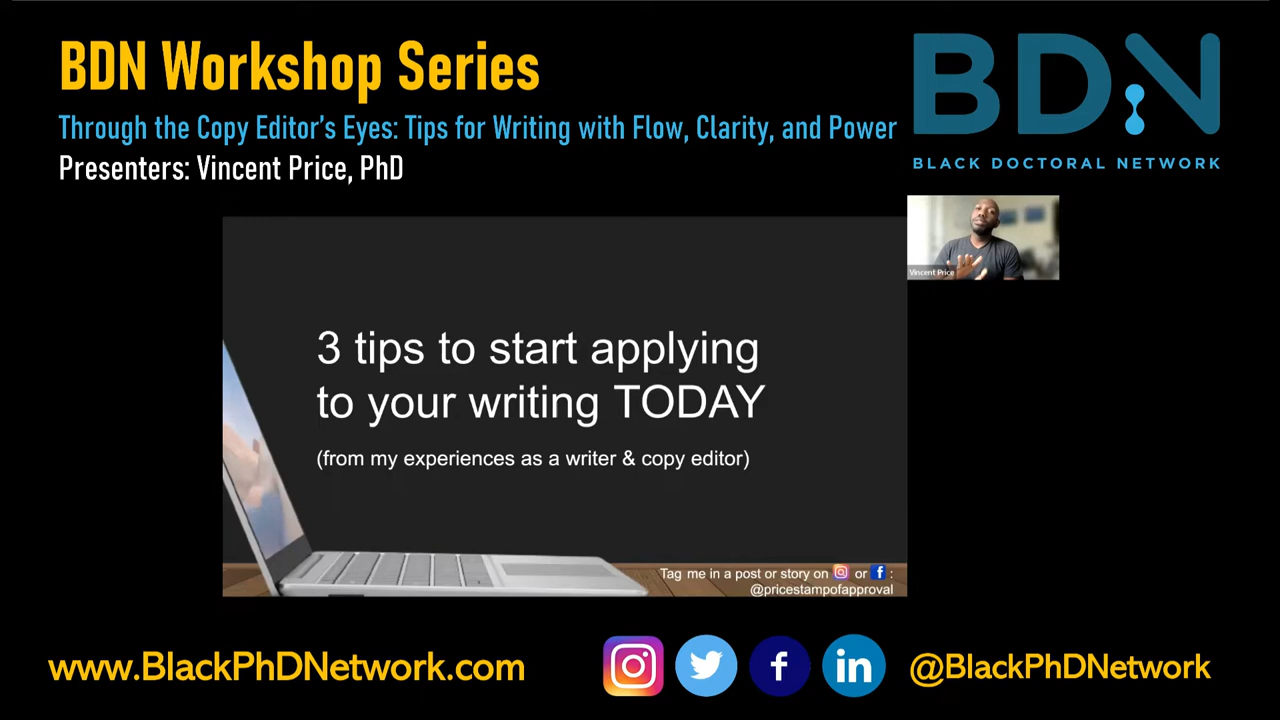 BDN Workshop Series
Through the Copy Editor's Eyes: Tips for Writing with Flow, Clarity, and Power
Presenters: Vincent Price, PhD
BDN
BLACK DOCTORAL NETWORK
Vincent Price
3 tips to start applying
to your writing TODAY
(from my experiences as a writer & copy editor)
Tag me in a post or story on or f :
@pricestampofapproval
www.BlackPhDNetwork.com
f
in
@BlackPhDNetwork